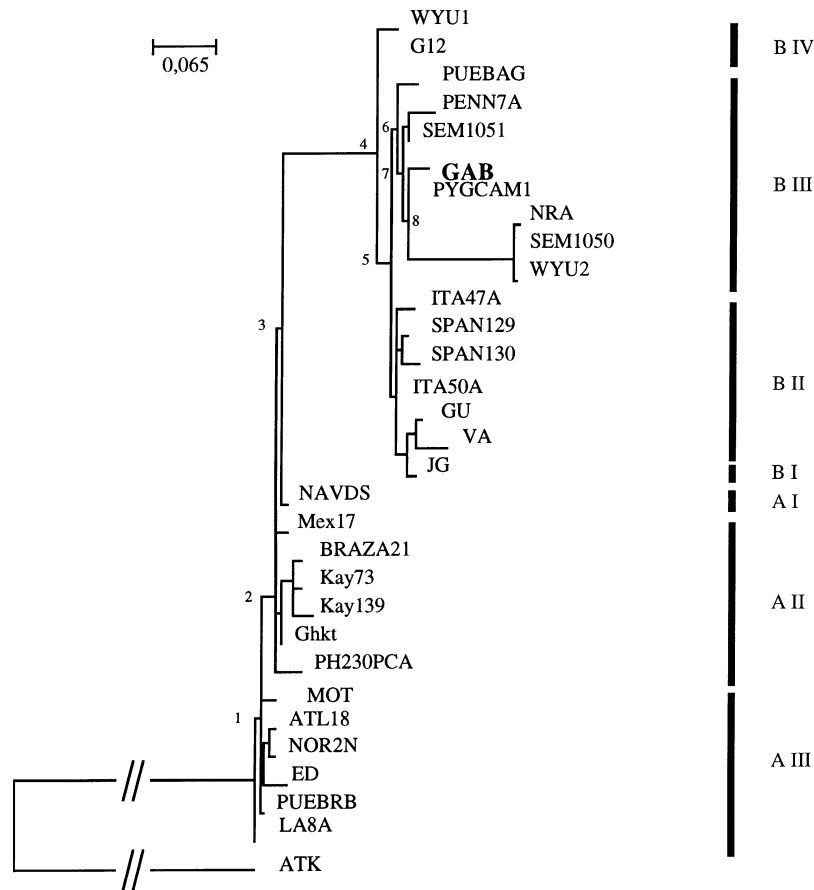 WYU1
G12
B IV
0,065
PUEBAG
PENN7A
6
SEM1051
4
7
GAB
PYGCAM1
B III
8
NRA
SEM1050
WYU2
5
ITA47A
3
SPAN129
SPAN130
ITA50A
B II
GU
VA
JG
B I
NAVDS
A I
Mex17
BRAZA21
Kay73
2
Kay139
A II
Ghkt
PH230PCA
MOT
1
ATL18
NOR2N
A III
ED
PUEBRB
LA8A
ATK